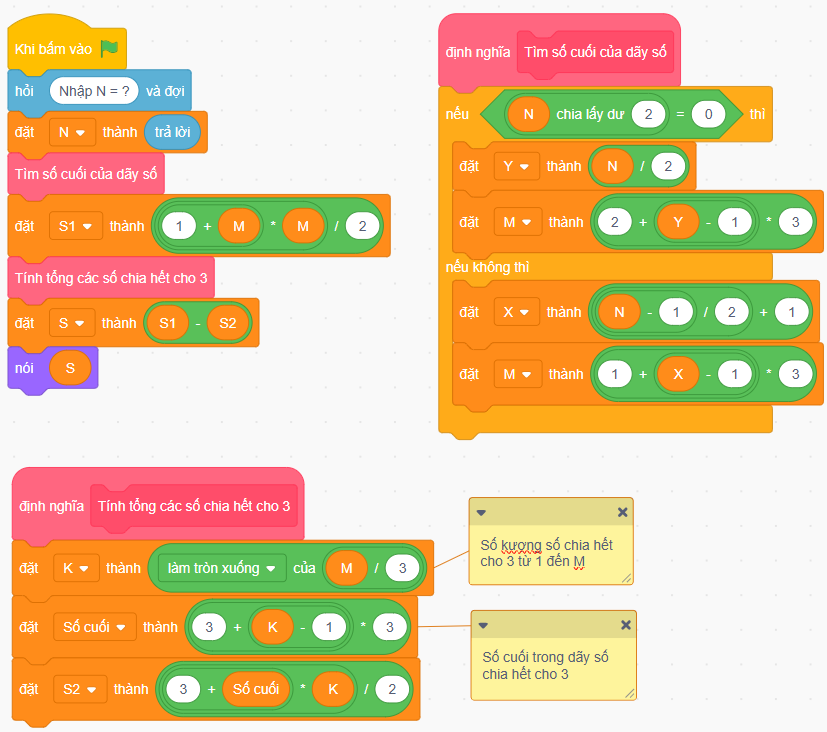 Khi bấm vào
hỏi Nhập N = ? và đợi
đặt N thành trả lời
Tìm số cuối của dãy số
đặt S1 thành 1 + M * M / 2
Tính tổng các số chia hết cho 3
đặt S thành S1 - S2
nói S
định nghĩa Tìm số cuối của dãy số
nếu N chia lấy dư 2 = 0 thì
đặt Y thành N / 2
đặt M thành 2 + Y - 1 * 3
nếu không thì
đặt X thành N - 1 / 2 + 1
đặt M thành 1 + X - 1 * 3
định nghĩa Tính tổng các số chia hết cho 3
đặt K thành làm tròn xuống của M / 3
đặt Số cuối thành 3 + K - 1 * 3
đặt S2 thành 3 + Số cuối * K / 2
Số kượng số chia hết
cho 3 từ 1 đến M
Số cuối trong dãy số
chia hết cho 3